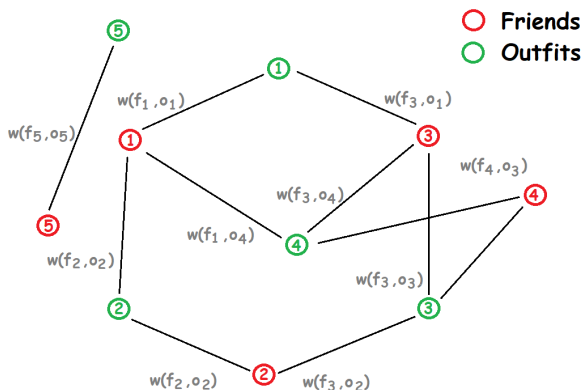 Friends
Outfits
5
1
w(f1,o1)
w(f3,o1)
w(f5,o5)
1
3
w(f4,o3)
w(f3,o4)
4
5
w(f1,o4)
4
w(f2,o2)
w(f3,o3)
2
3
2
w(f2,o2)
w(f3,o2)